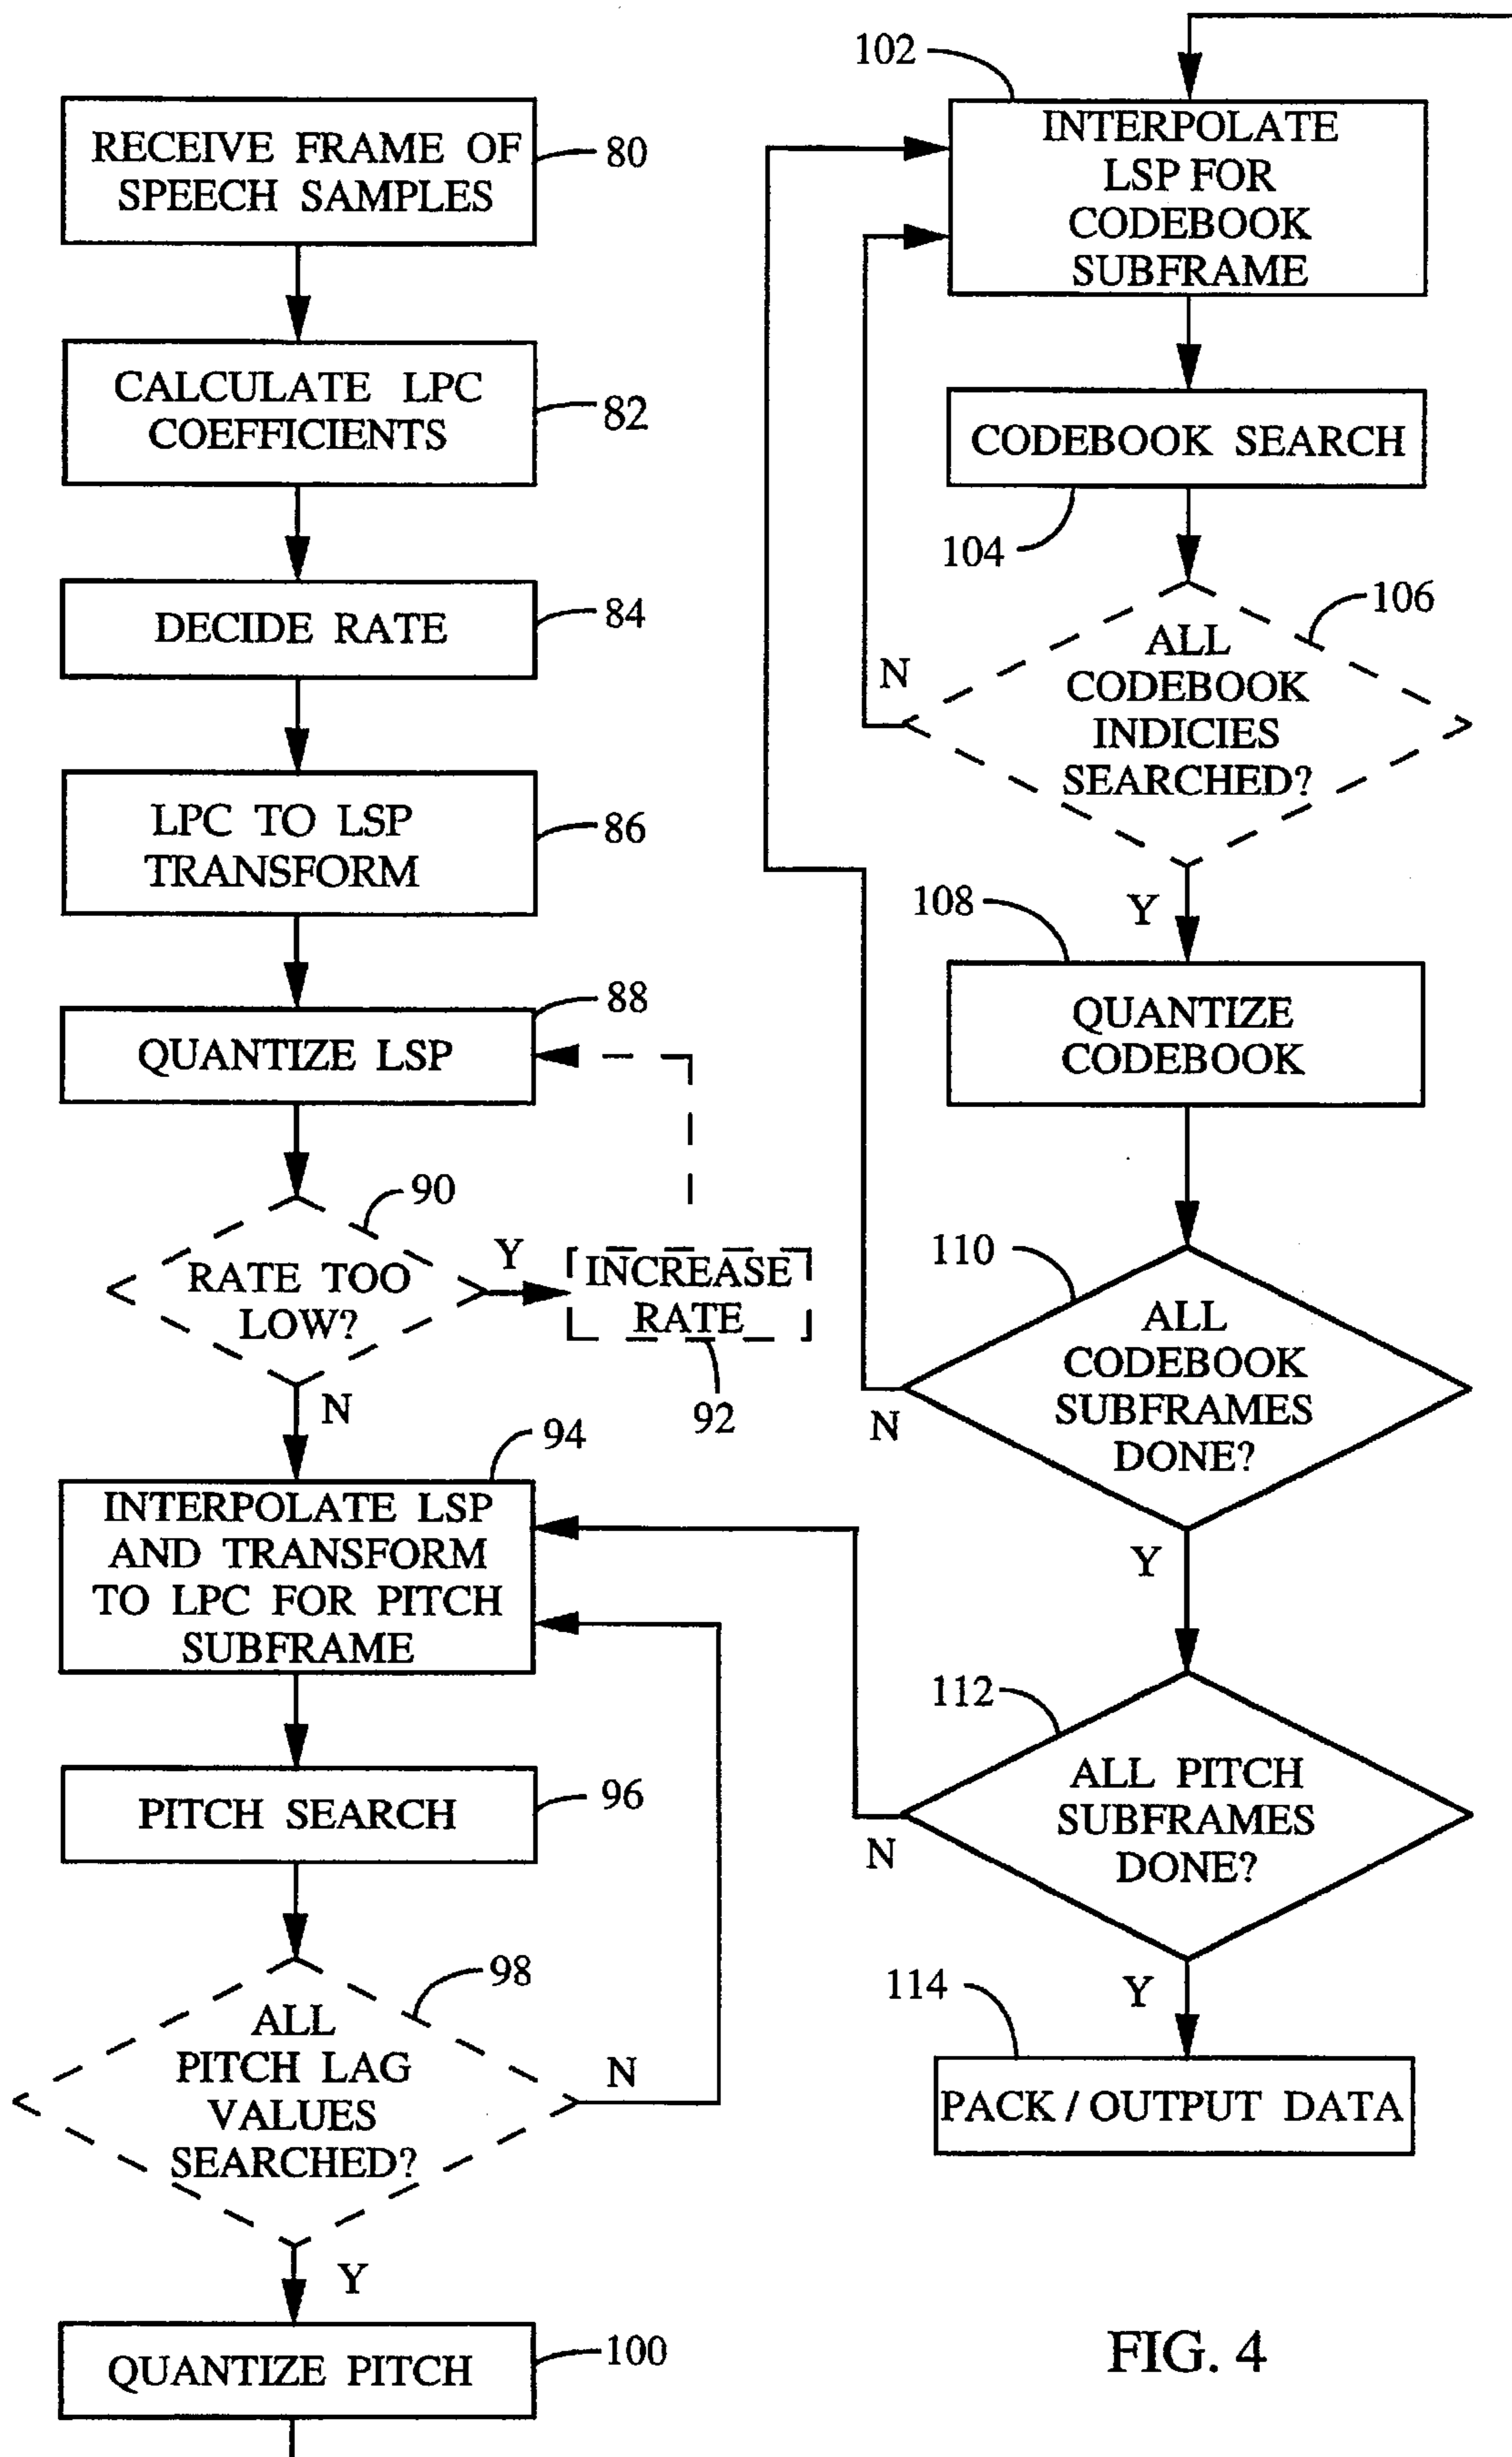 RECEIVE FRAME OF
SPEECH SAMPLES
80
CALCULATE LPC
COEFFICIENTS
82
DECIDE RATE
84
LPC TO LSP
TRANSFORM
86
88
QUANTIZE LSP
90
RATE TOO
LOW?
Y
INCREASE
RATE
92
N
94
INTERPOLATE LSP
AND TRANSFORM
TO LPC FOR PITCH
SUBFRAME
PITCH SEARCH
96
98
ALL
PITCH LAG
VALUES
SEARCHED?
N
Y
QUANTIZE PITCH
100
102
INTERPOLATE
LSP FOR
CODEBOOK
SUBFRAME
CODEBOOK SEARCH
104
106
ALL
CODEBOOK
INDICIES
SEARCHED?
N
Y
108
QUANTIZE
CODEBOOK
110
ALL
CODEBOOK
SUBFRAMES
DONE?
N
Y
112
ALL PITCH
SUBFRAMES
DONE?
N
Y
114
PACK / OUTPUT DATA
FIG. 4